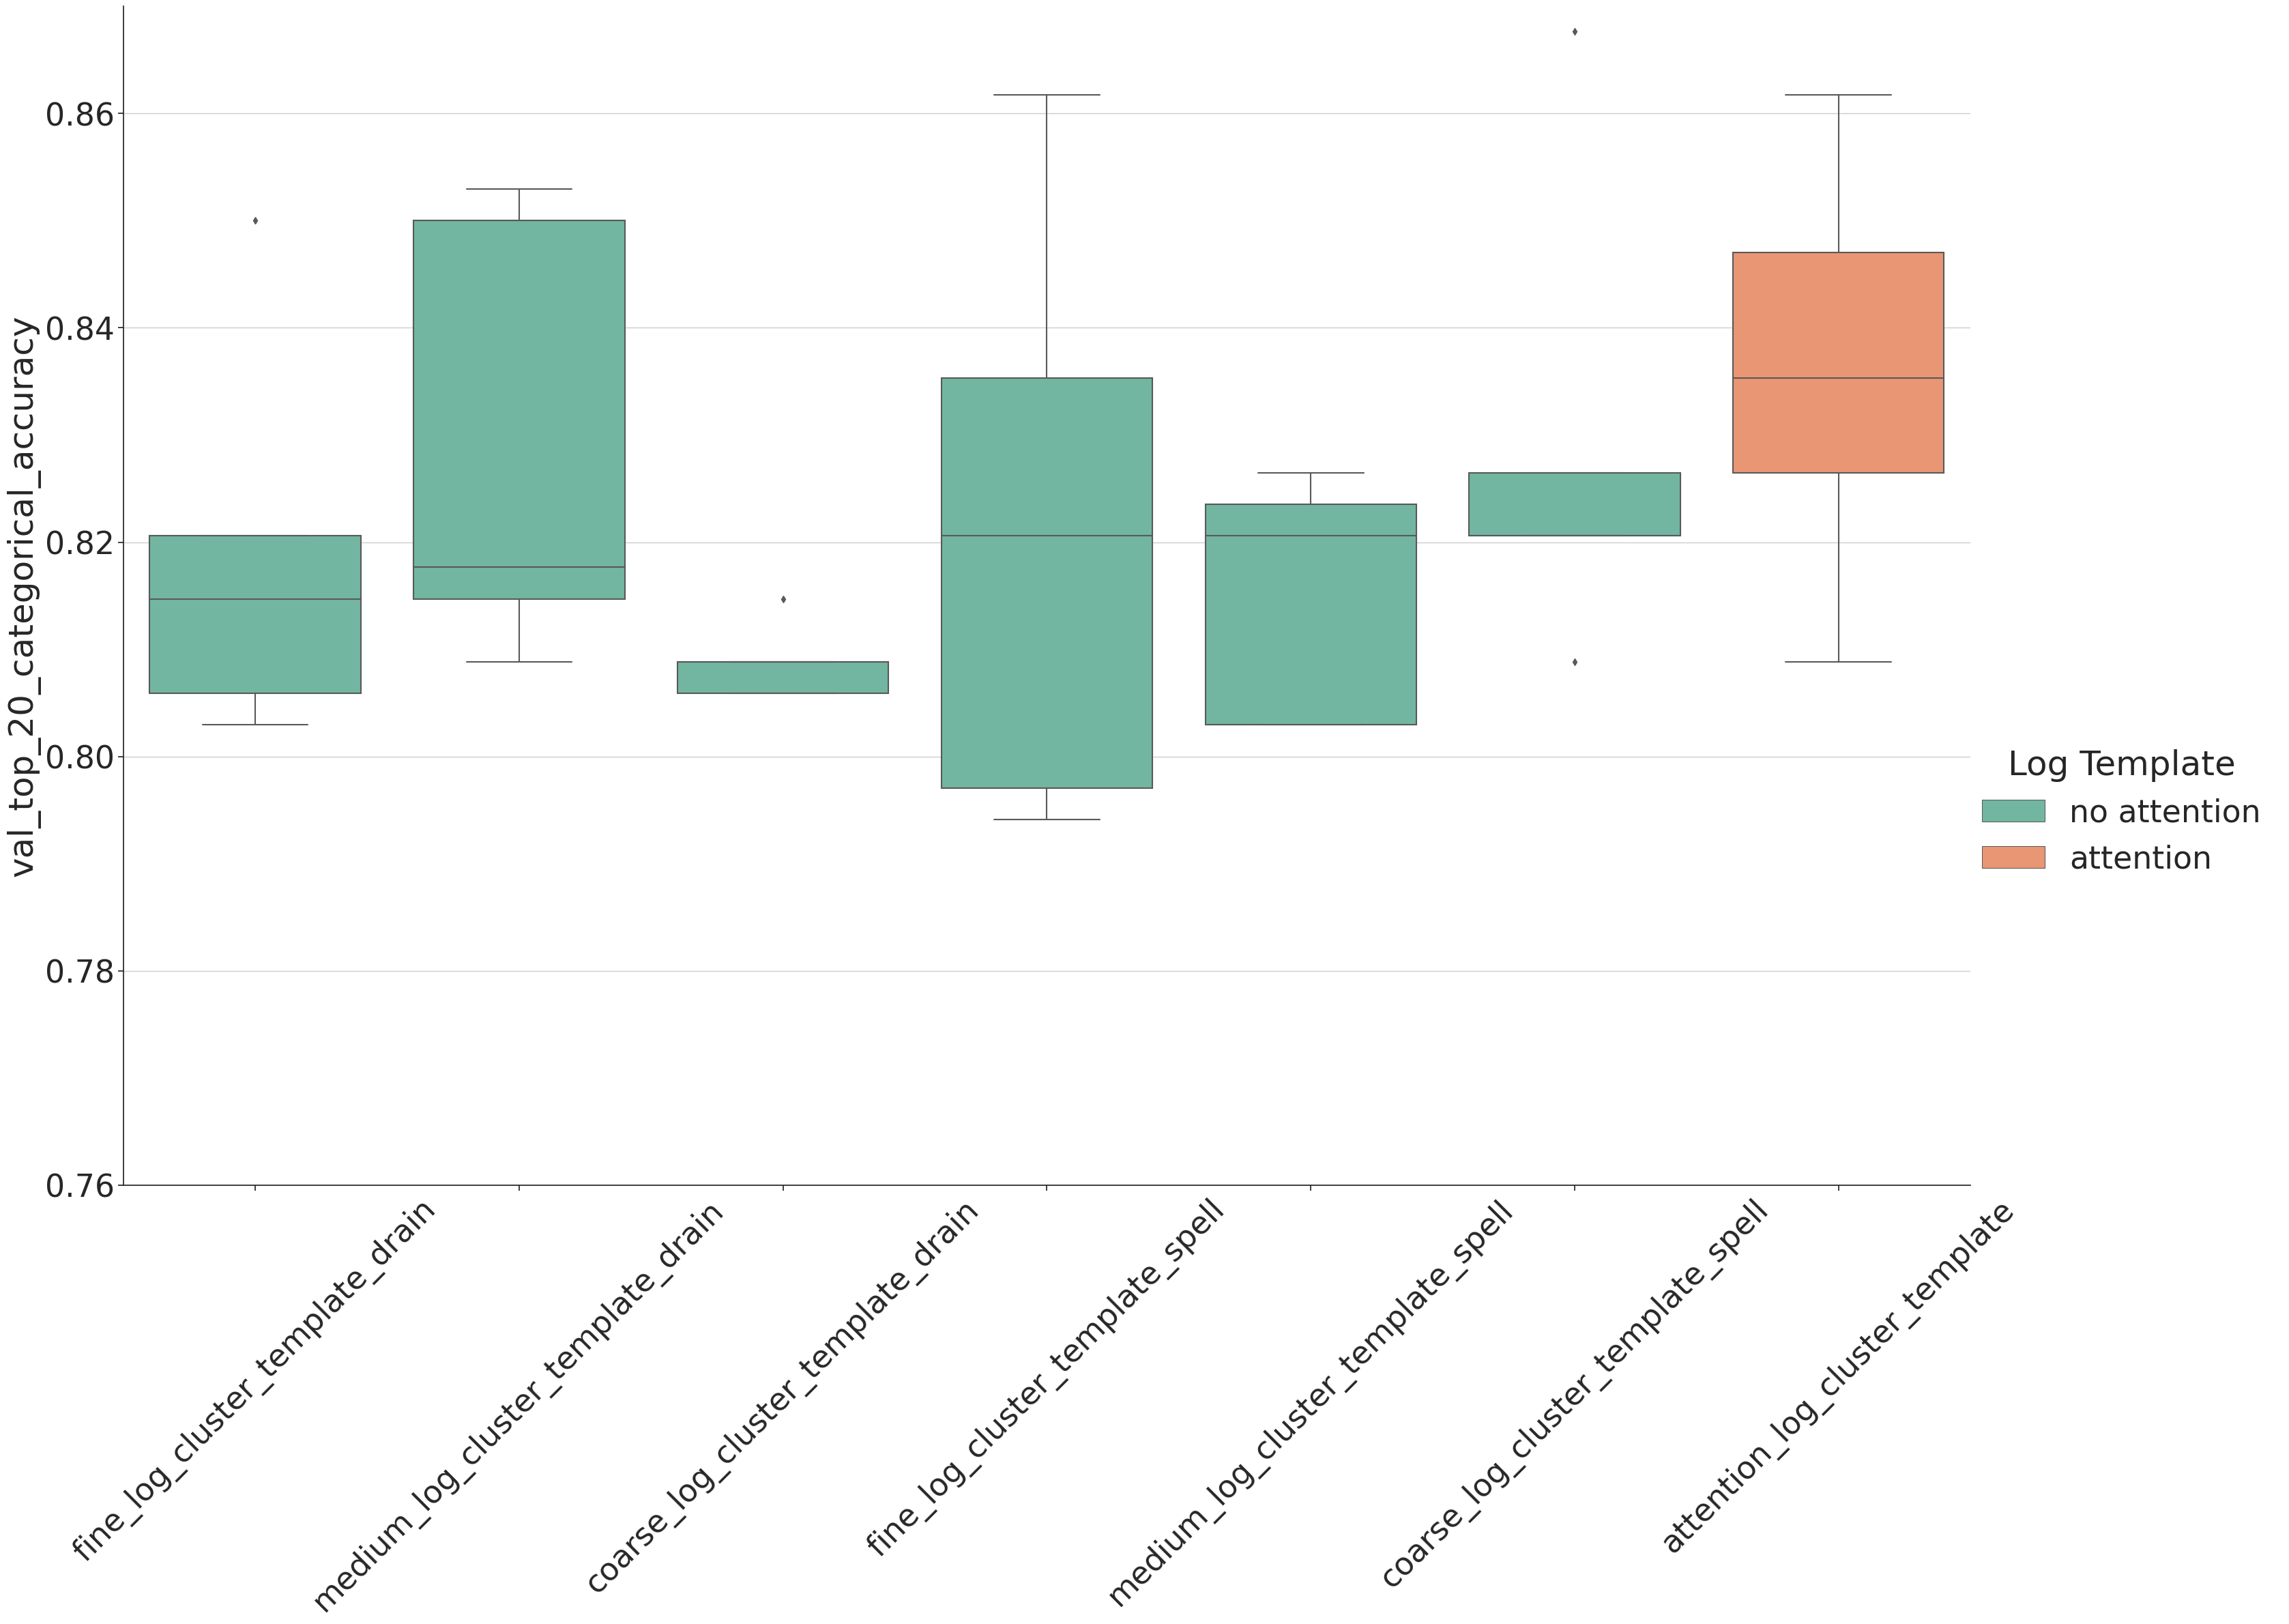 val_top_20_categorical_accuracy
0.86
0.84
0.82
0.80
0.78
0.76
fine_log_cluster_template_drain
medium_log_cluster_template_drain
coarse_log_cluster_template_drain
fine_log_cluster_template_spell
medium_log_cluster_template_spell
coarse_log_cluster_template_spell
attention_log_cluster_template
Log Template
no attention
attention